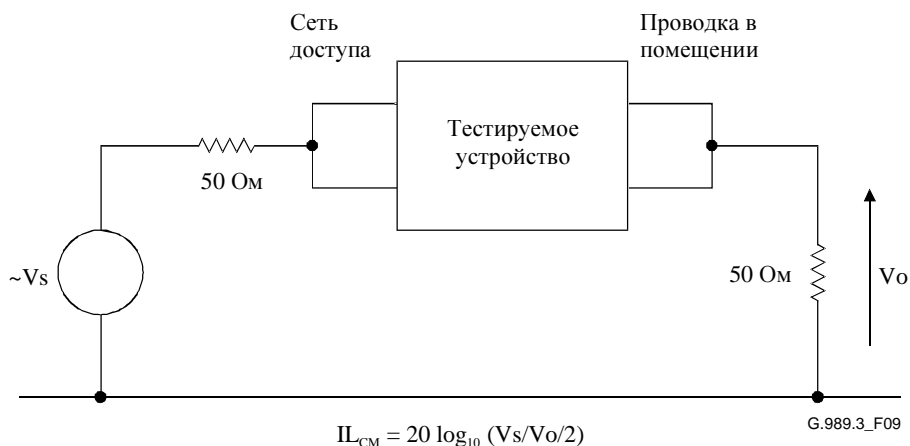 Сеть
доступа
Проводка в
помещении
Тестируемое
устройство
50 Ом
~Vs
50 Ом
Vo
G.989.3_F09
IL_CM = 20 log₁₀ (Vs/Vo/2)